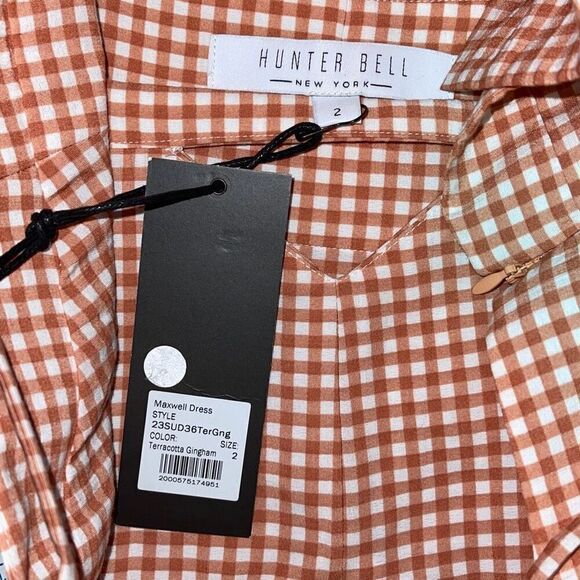 HUNTER BELL
NEW YORK
2
Maxwell Dress
STYLE
23SUD36TerGng
COLOR: SIZE:
Terracotta Gingham 2
2000575174951